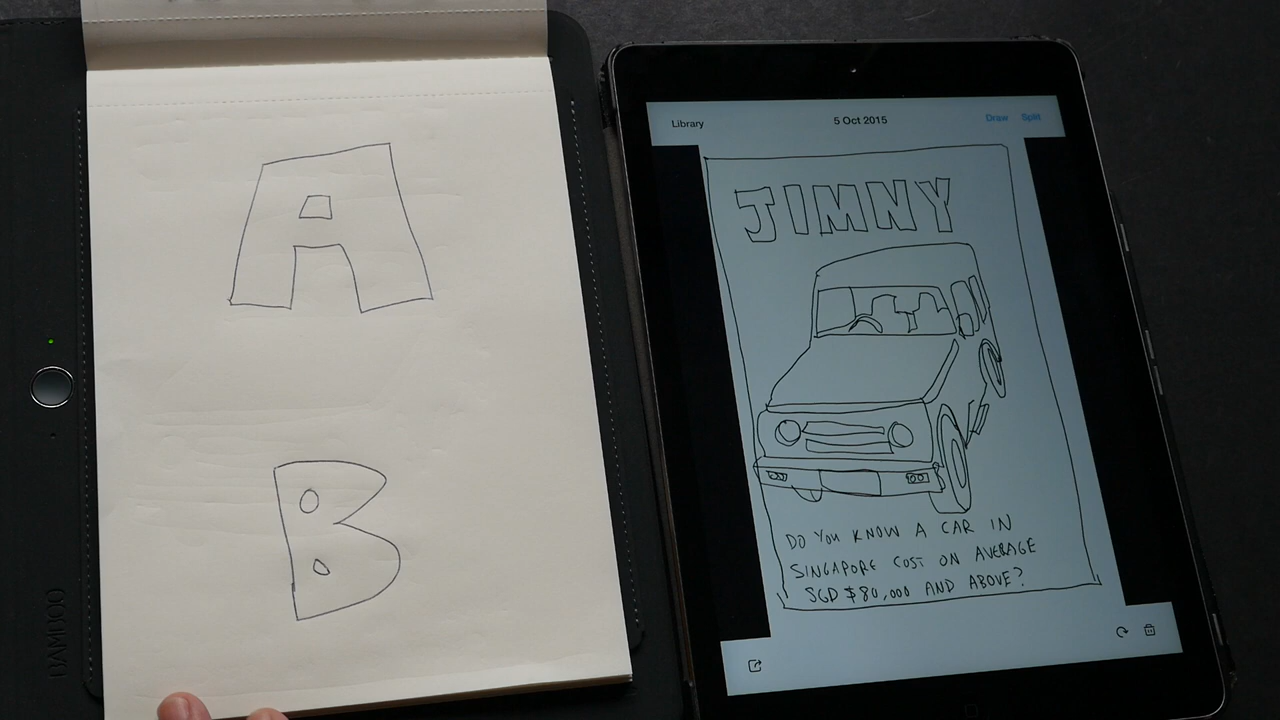 A
B
BAMBOO
Library
5 Oct 2015
Draw
Split
JIMNY
DO YOU KNOW A CAR IN
SINGAPORE COST ON AVERAGE
SGD $80,000 AND ABOVE?